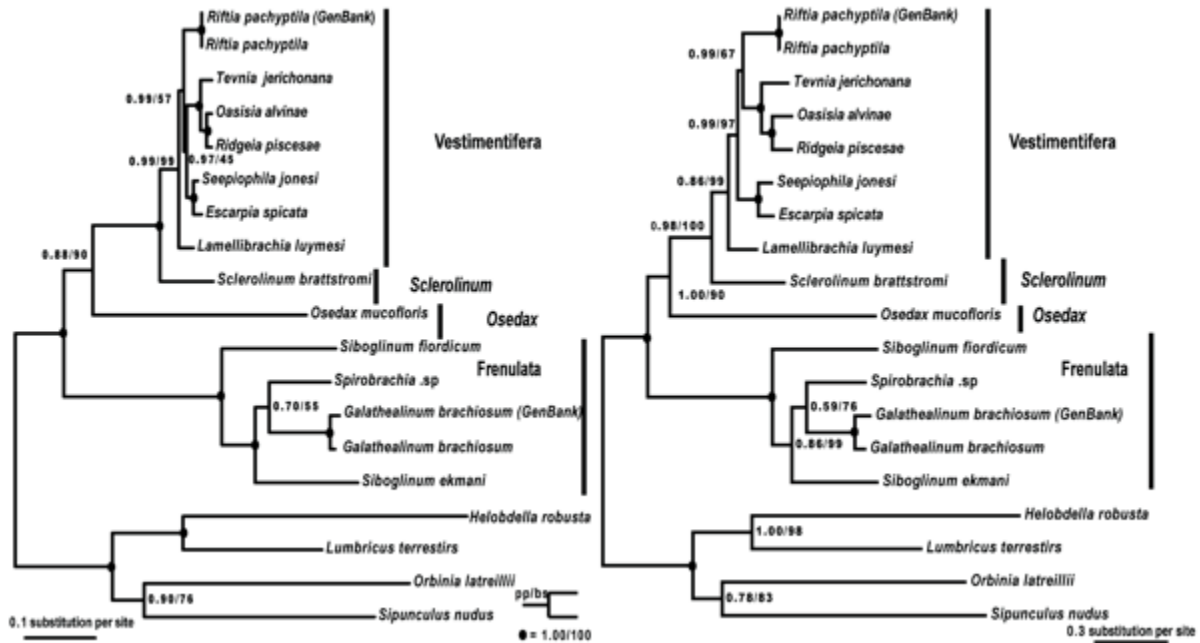 Riftia pachyptila (GenBank)
Riftia pachyptila
Tevnia jerichonana
0.99/57
Oasisia alvinae
Vestimentifera
Ridgeia piscesae
0.99/99
0.97/45
Seepiophila jonesi
Escarpia spicata
Lamellibrachia luymesi
0.88/90
Sclerolinum brattstromi
Sclerolinum
Osedax mucofloris
Osedax
Siboglinum fiordicum
Frenulata
Spirobrachia .sp
0.70/55
Galathealinum brachiosum (GenBank)
Galathealinum brachiosum
Siboglinum ekmani
Helobdella robusta
Lumbricus terrestirs
Orbinia latreillii
0.90/76
Sipunculus nudus
0.1 substitution per site
pp/bs
= 1.00/100
Riftia pachyptila (GenBank)
Riftia pachyptila
0.99/67
Tevnia jerichonana
Oasisia alvinae
0.99/97
Vestimentifera
Ridgeia piscesae
0.86/99
Seepiophila jonesi
Escarpia spicata
0.98/100
Lamellibrachia luymesi
Sclerolinum brattstromi
Sclerolinum
1.00/90
Osedax mucofloris
Osedax
Siboglinum fiordicum
Frenulata
Spirobrachia .sp
0.59/76
Galathealinum brachiosum (GenBank)
0.86/99
Galathealinum brachiosum
Siboglinum ekmani
Helobdella robusta
1.00/98
Lumbricus terrestirs
Orbinia latreillii
0.78/83
Sipunculus nudus
0.3 substitution per site